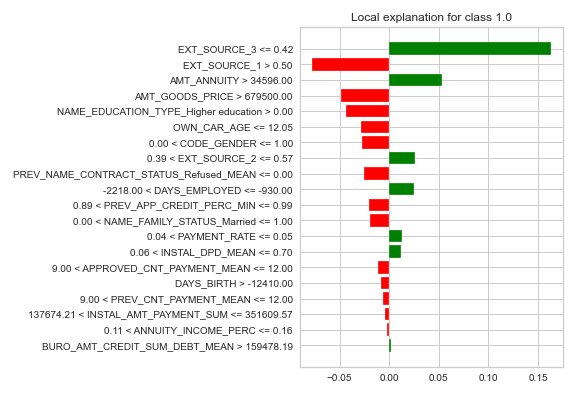 Local explanation for class 1.0
EXT_SOURCE_3 <= 0.42
EXT_SOURCE_1 > 0.50
AMT_ANNUITY > 34596.00
AMT_GOODS_PRICE > 679500.00
NAME_EDUCATION_TYPE_Higher education > 0.00
OWN_CAR_AGE <= 12.05
0.00 < CODE_GENDER <= 1.00
0.39 < EXT_SOURCE_2 <= 0.57
PREV_NAME_CONTRACT_STATUS_Refused_MEAN <= 0.00
-2218.00 < DAYS_EMPLOYED <= -930.00
0.89 < PREV_APP_CREDIT_PERC_MIN <= 0.99
0.00 < NAME_FAMILY_STATUS_Married <= 1.00
0.04 < PAYMENT_RATE <= 0.05
0.06 < INSTAL_DPD_MEAN <= 0.70
9.00 < APPROVED_CNT_PAYMENT_MEAN <= 12.00
DAYS_BIRTH > -12410.00
9.00 < PREV_CNT_PAYMENT_MEAN <= 12.00
137674.21 < INSTAL_AMT_PAYMENT_SUM <= 351609.57
0.11 < ANNUITY_INCOME_PERC <= 0.16
BURO_AMT_CREDIT_SUM_DEBT_MEAN > 159478.19
−0.05 0.00 0.05 0.10 0.15